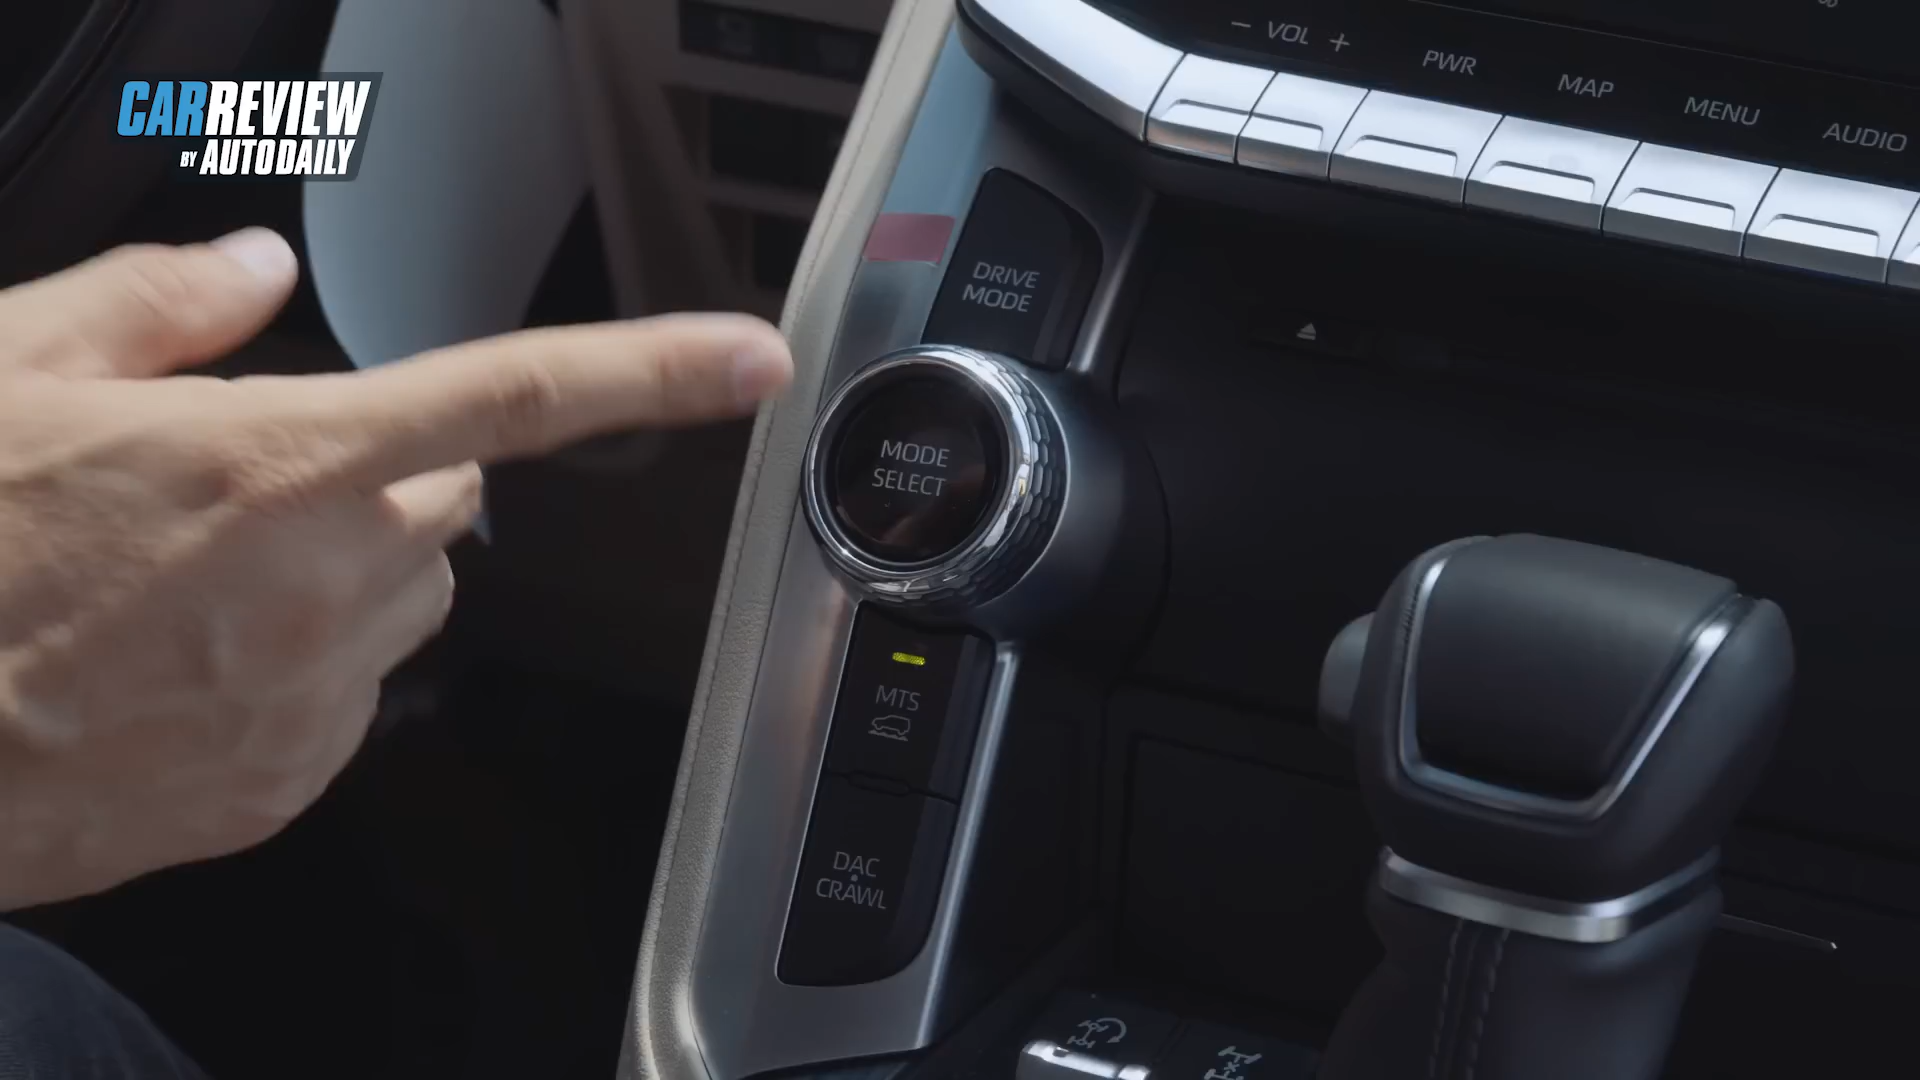 CARREVIEW
BY AUTODAILY
− VOL +
PWR
MAP
MENU
AUDIO
DRIVE
MODE
MODE
SELECT
MTS
DAC
CRAWL